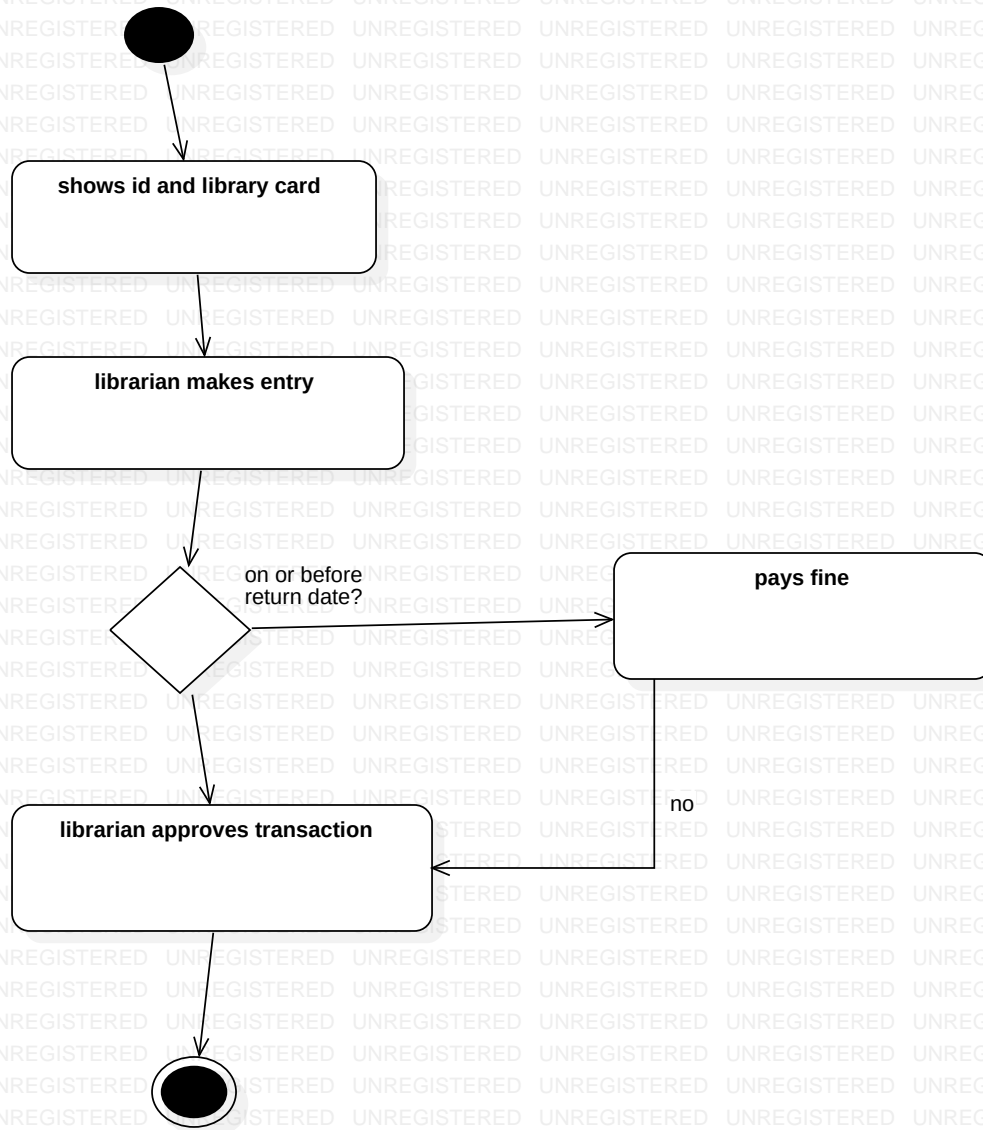 shows id and library card
librarian makes entry
on or before
return date?
pays fine
no
librarian approves transaction
UNREGISTERED